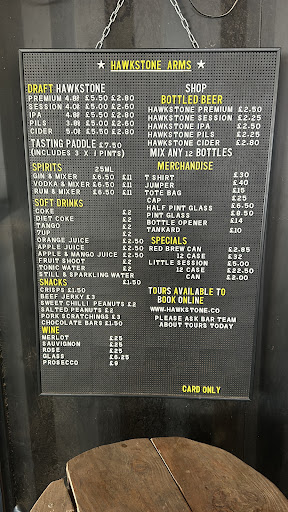 ★ HAWKSTONE ARMS ★
DRAFT HAWKSTONE
PREMIUM 4.8% £5.50 £2.80
SESSION 4.0% £5.50 £2.80
IPA £5.50 £2.80
PILS £5.50 £2.80
CIDER 5.0% £5.50 £2.80
TASTING PADDLE £7.50
(INCLUDES 3 X ⅓ PINTS)
SPIRITS 25ML
GIN & MIXER £6.50 £11
VODKA & MIXER £6.50 £11
RUM & MIXER £6.50 £11
SOFT DRINKS
COKE £2
DIET COKE £2
TANGO £2
7UP £2
ORANGE JUICE £2.50
APPLE JUICE £2.50
APPLE & MANGO JUICE £2.50
FRUIT SHOOT £2
TONIC WATER £2
STILL & SPARKLING WATER £1.50
SNACKS
CRISPS £1.50
BEEF JERKY £3
SWEET CHILLI PEANUTS £2
SALTED PEANUTS £2
PORK SCRATCHINGS £3
CHOCOLATE BARS £1.50
WINE
MERLOT £25
SAUVIGNON £25
ROSE £25
GLASS £6.25
PROSECCO £9
SHOP
BOTTLED BEER
HAWKSTONE PREMIUM £2.50
HAWKSTONE SESSION £2.25
HAWKSTONE IPA £2.50
HAWKSTONE PILS £2.25
HAWKSTONE CIDER £2.80
MIX ANY 12 BOTTLES
MERCHANDISE
T SHIRT £30
JUMPER £40
TOTE BAG £15
CAP £25
HALF PINT GLASS £6.50
PINT GLASS £8.50
BOTTLE OPENER £14
TANKARD £10
SPECIALS
RED BREW CAN £2.85
12 CASE £32
LITTLE SESSION £5.00
12 CASE £22.50
CAN £2.00
TOURS AVAILABLE TO
BOOK ONLINE
WWW.HAWKSTONE.CO
PLEASE ASK BAR TEAM
ABOUT TOURS TODAY
CARD ONLY